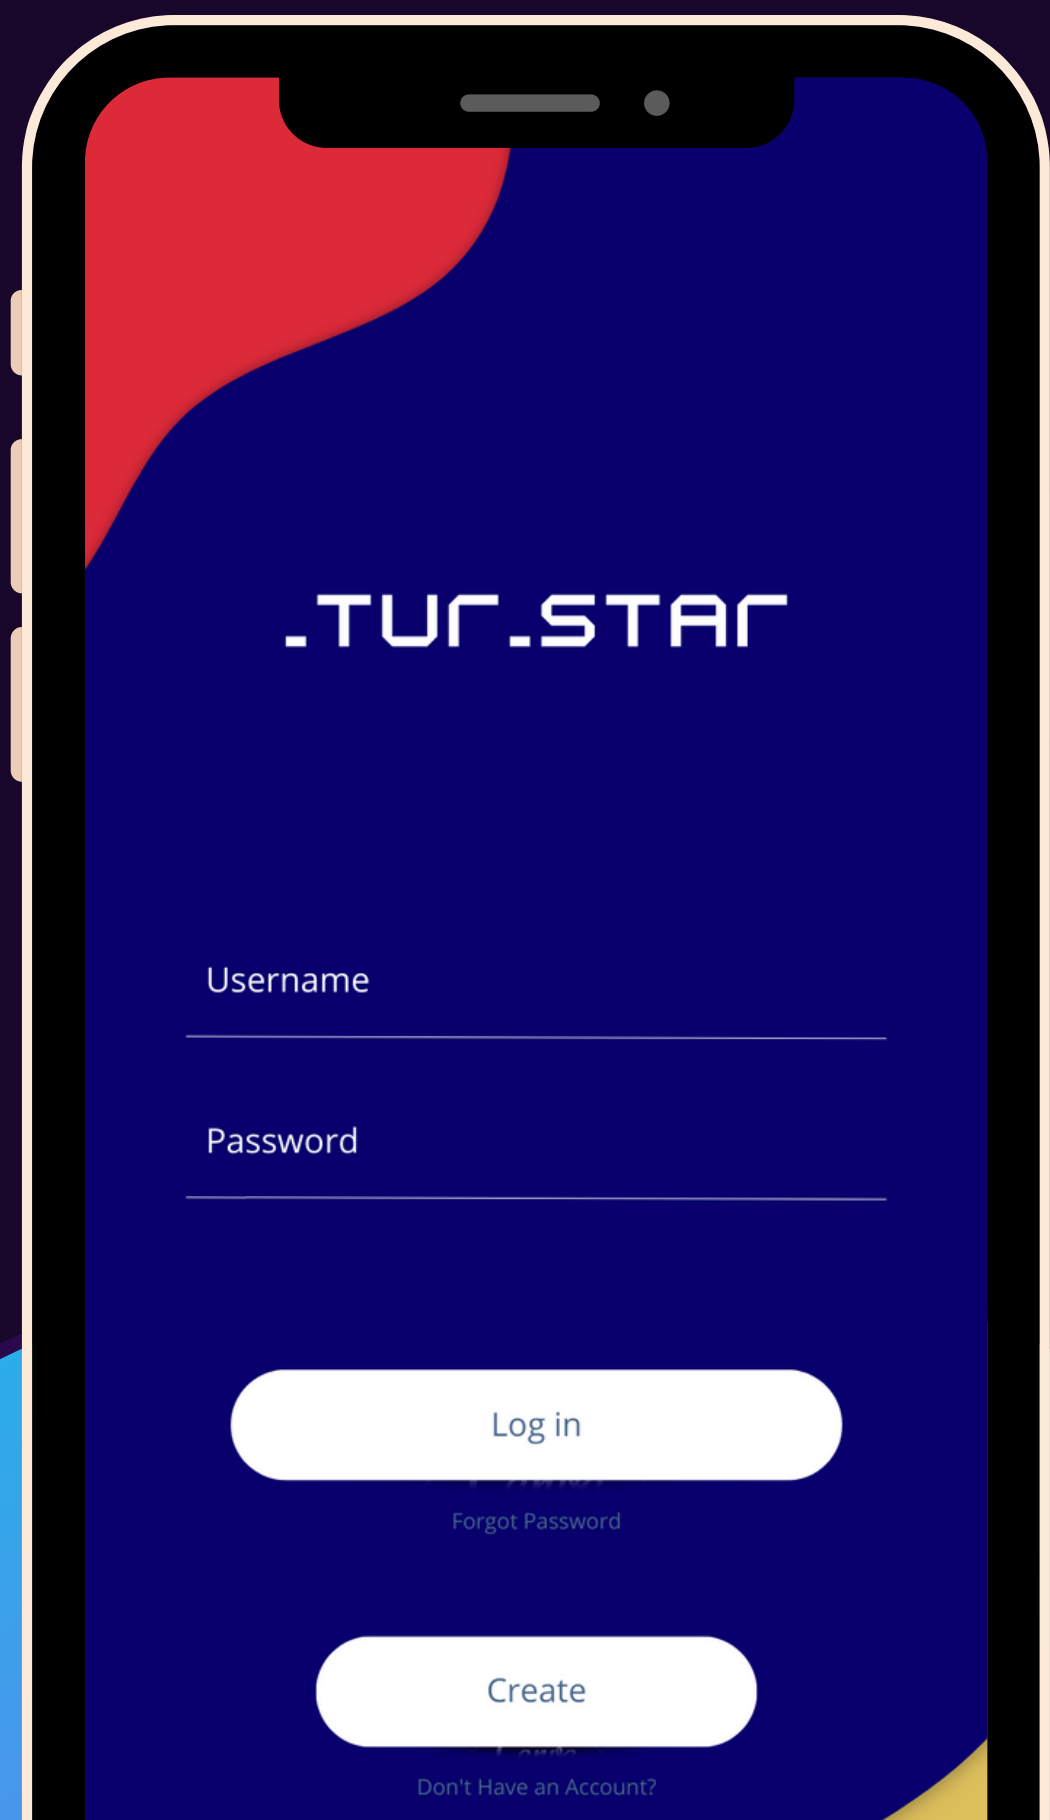 .TUr.STAr
Username
Password
Log in
Forgot Password
Create
Don't Have an Account?